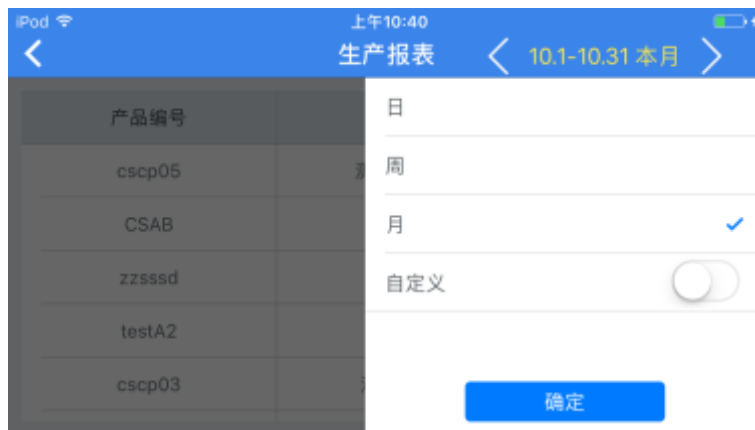 iPod 上午10:40
生产报表 10.1-10.31 本月
产品编号
cscp05
CSAB
zzsssd
testA2
cscp03
日
周
月
自定义
确定